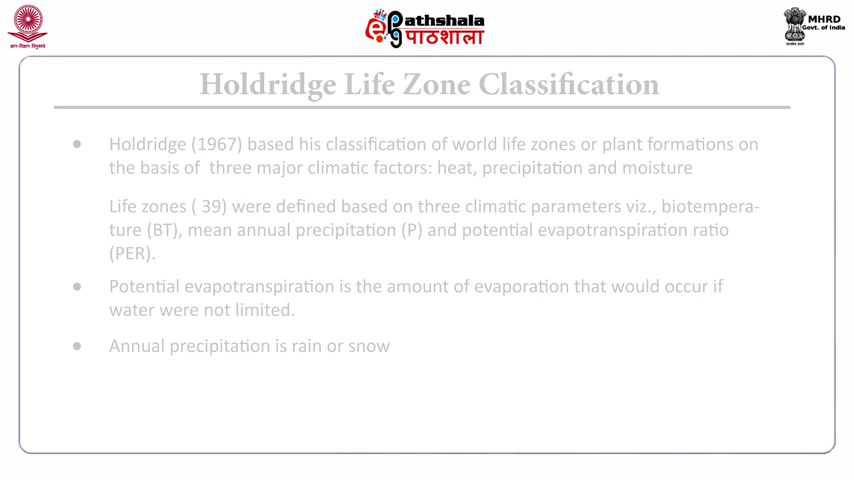 ePathshala
पाठशाला
MHRD
Govt. of India
Holdridge Life Zone Classification
● Holdridge (1967) based his classification of world life zones or plant formations on
the basis of three major climatic factors: heat, precipitation and moisture
Life zones ( 39) were defined based on three climatic parameters viz., biotempera-
ture (BT), mean annual precipitation (P) and potential evapotranspiration ratio
(PER).
● Potential evapotranspiration is the amount of evaporation that would occur if
water were not limited.
● Annual precipitation is rain or snow